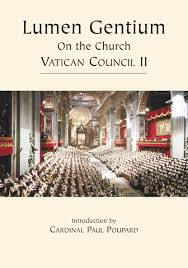 Lumen Gentium
On the Church
Vatican Council II
Introduction by
Cardinal Paul Poupard